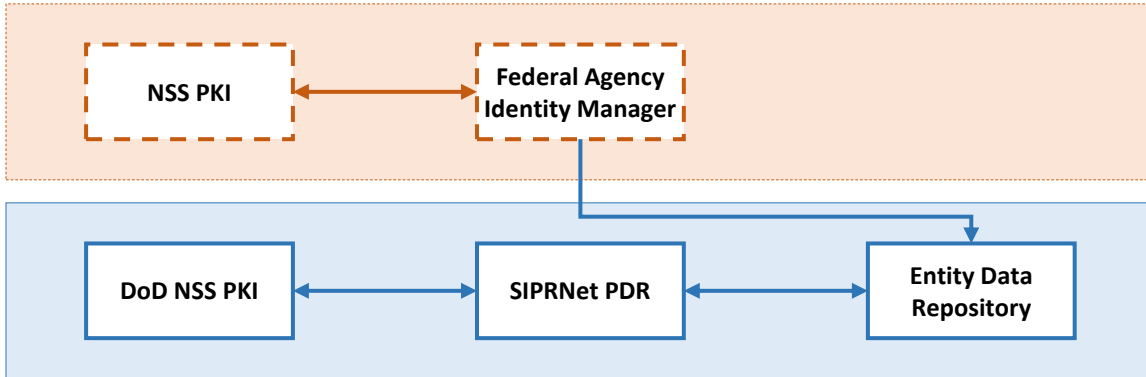 NSS PKI
Federal Agency
Identity Manager
DoD NSS PKI
SIPRNet PDR
Entity Data
Repository